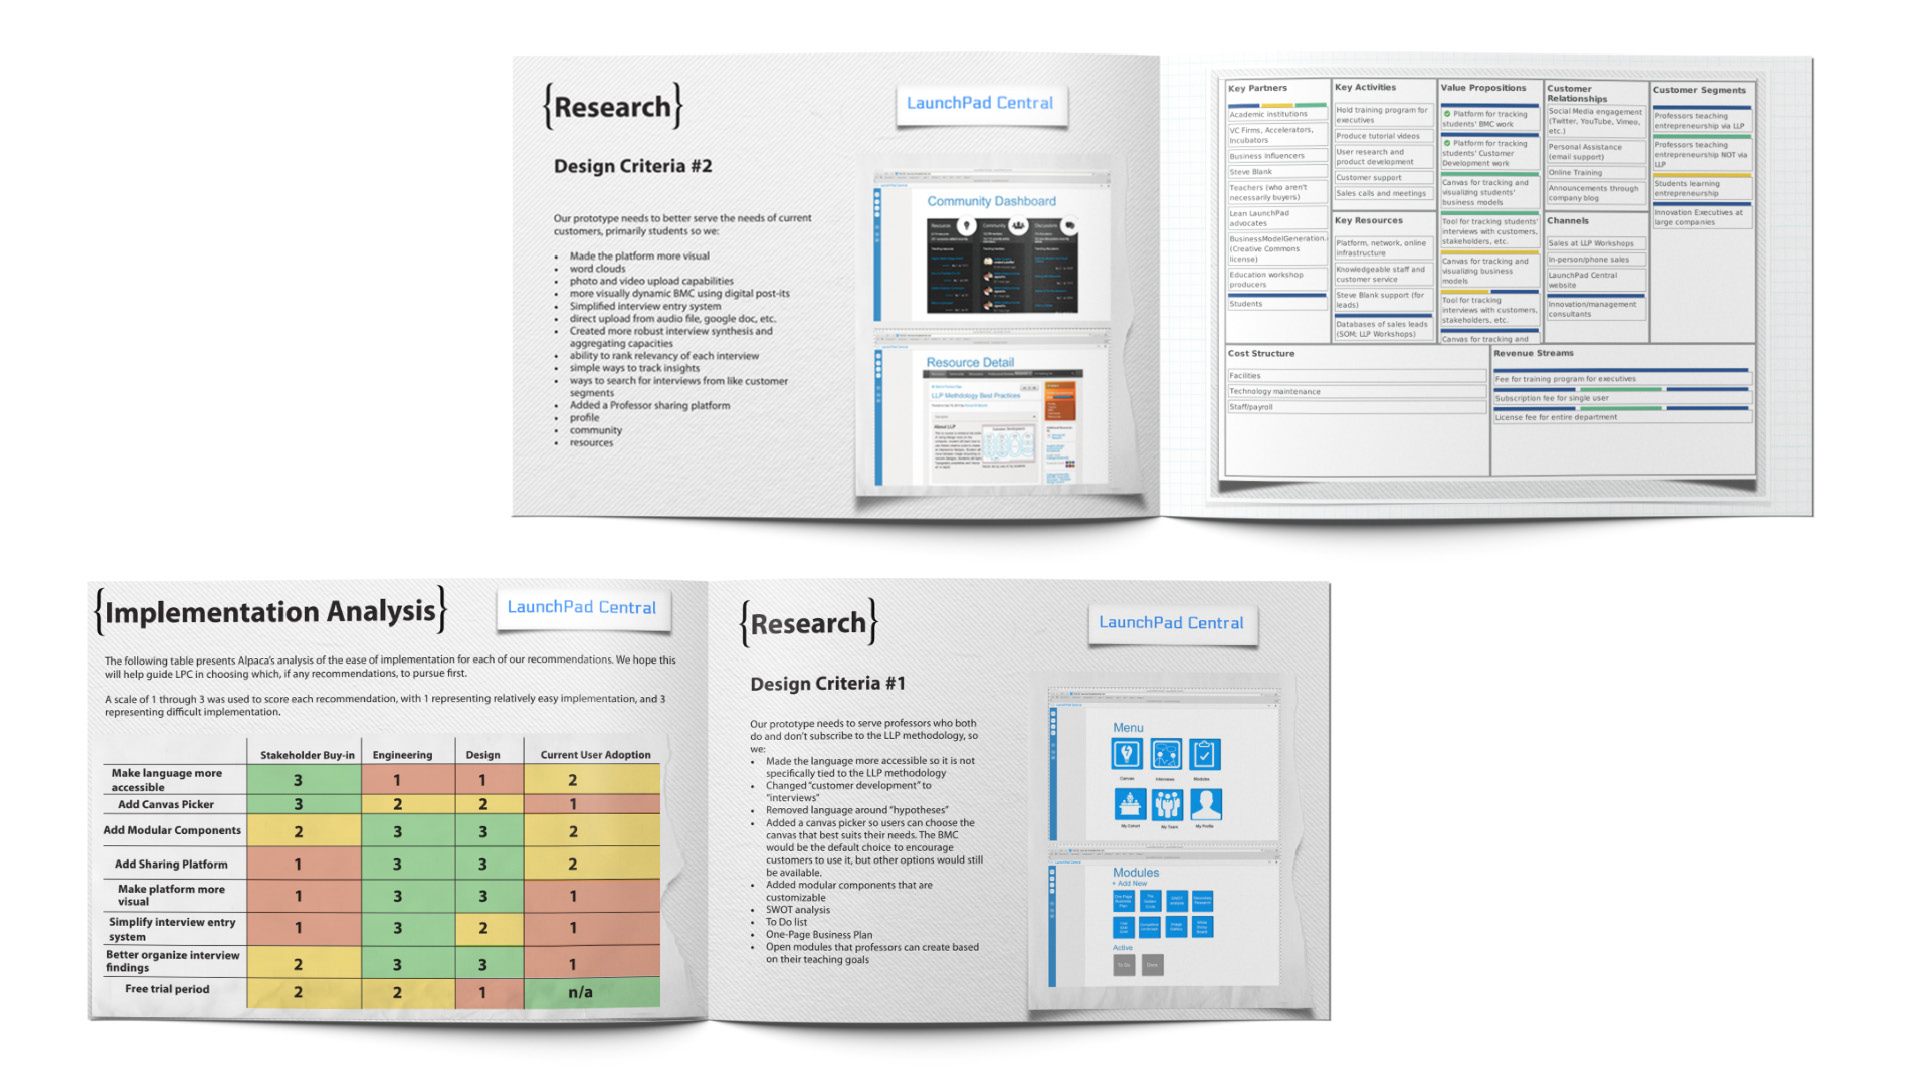 {Research}
LaunchPad Central
Design Criteria #2
Our prototype needs to better serve the needs of current
customers, primarily students so we:
• Made the platform more visual
• word clouds
• photo and video upload capabilities
• more visually dynamic BMC using digital post-its
• Simplified interview entry system
• direct upload from audio file, google doc, etc.
• Created more robust interview synthesis and
aggregating capacities
• ability to rank relevancy of each interview
• simple ways to track insights
• ways to search for interviews from like customer
segments
• Added a Professor sharing platform
• profile
• community
• resources
Community Dashboard
Resource Detail
LLP Methdology Best Practices
About LLP
Key Partners
Academic institutions
VC Firms, Accelerators,
Incubators
Business Influencers
Steve Blank
Teachers (who aren't
necessarily buyers)
Lean LaunchPad
advocates
BusinessModelGeneration.
(Creative Commons
license)
Education workshop
producers
Students
Key Activities
Hold training program for
executives
Produce tutorial videos
User research and
product development
Customer support
Sales calls and meetings
Key Resources
Platform, network, online
infrastructure
Knowledgeable staff and
customer service
Steve Blank support (for
leads)
Databases of sales leads
(SOM; LLP Workshops)
Value Propositions
Platform for tracking
students' BMC work
Platform for tracking
students' Customer
Development work
Canvas for tracking and
visualizing students'
business models
Tool for tracking students'
interviews with customers,
stakeholders, etc.
Canvas for tracking and
visualizing business
models
Tool for tracking
interviews with customers,
stakeholders, etc.
Canvas for tracking and
Customer
Relationships
Social Media engagement
(Twitter, YouTube, Vimeo,
etc.)
Personal Assistance
(email support)
Online Training
Announcements through
company blog
Channels
Sales at LLP Workshops
In-person/phone sales
LaunchPad Central
website
Innovation/management
consultants
Customer Segments
Professors teaching
entrepreneurship via LLP
Professors teaching
entrepreneurship NOT via
LLP
Students learning
entrepreneurship
Innovation Executives at
large companies
Cost Structure
Facilties
Technology maintenance
Staff/payroll
Revenue Streams
Fee for training program for executives
Subscription fee for single user
License fee for entire department
{Implementation Analysis}
LaunchPad Central
The following table presents Alpaca's analysis of the ease of implementation for each of our recommendations. We hope this
will help guide LPC in choosing which, if any recommendations, to pursue first.
A scale of 1 through 3 was used to score each recommendation, with 1 representing relatively easy implementation, and 3
representing difficult implementation.
Stakeholder Buy-in Engineering Design Current User Adoption
Make language more
accessible 3 1 1 2
Add Canvas Picker 3 2 2 1
Add Modular Components 2 3 3 2
Add Sharing Platform 1 3 3 2
Make platform more
visual 1 3 3 1
Simplify interview entry
system 1 3 2 1
Better organize interview
findings 2 3 3 1
Free trial period 2 2 1 n/a
{Research}
LaunchPad Central
Design Criteria #1
Our prototype needs to serve professors who both
do and don't subscribe to the LLP methodology, so
we:
• Made the language more accessible so it is not
specifically tied to the LLP methodology
• Changed "customer development" to
"interviews"
• Removed language around "hypotheses"
• Added a canvas picker so users can choose the
canvas that best suits their needs. The BMC
would be the default choice to encourage
customers to use it, but other options would still
be available.
• Added modular components that are
customizable
• SWOT analysis
• To Do list
• One-Page Business Plan
• Open modules that professors can create based
on their teaching goals
Menu
Canvas Interviews Modules
My Cohort My Team My Profile
Modules
+ Add New
Active
To Do Docs